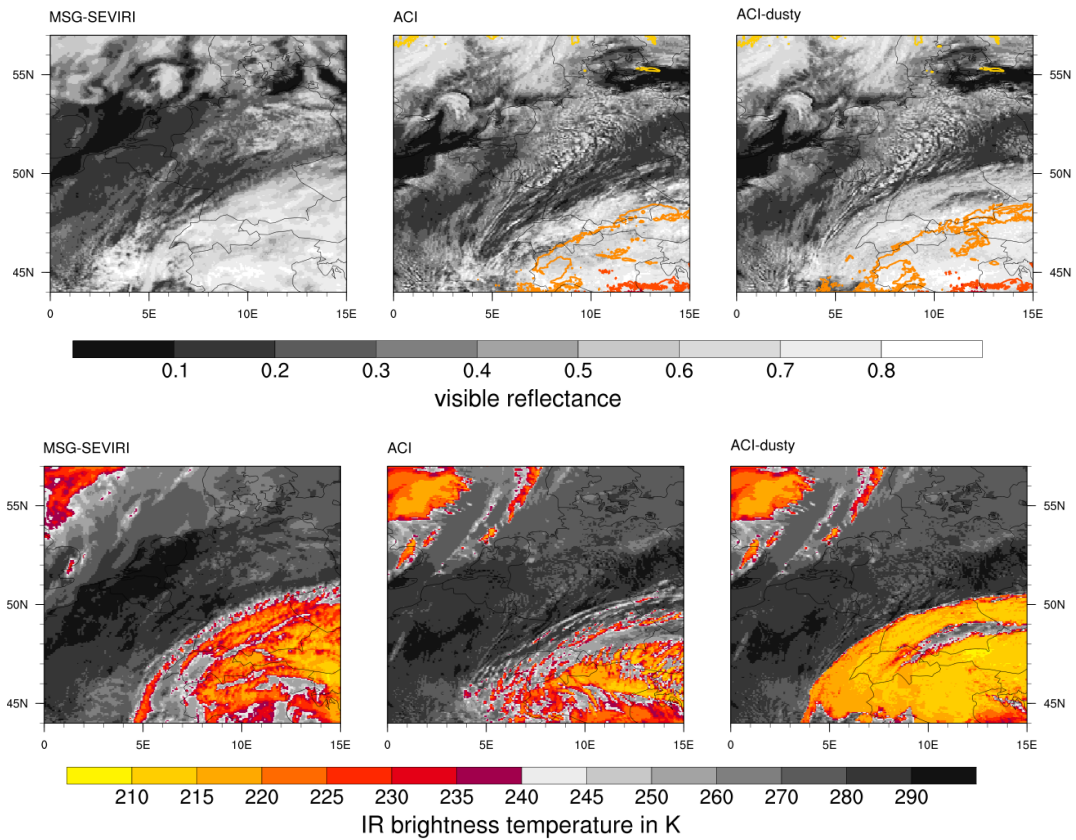 MSG-SEVIRI ACI ACI-dusty
55N 55N
50N 50N
45N 45N
0 5E 10E 15E 0 5E 10E 15E 0 5E 10E 15E
0.1 0.2 0.3 0.4 0.5 0.6 0.7 0.8
visible reflectance
MSG-SEVIRI ACI ACI-dusty
55N 55N
50N 50N
45N 45N
0 5E 10E 15E 0 5E 10E 15E 0 5E 10E 15E
210 215 220 225 230 235 240 245 250 260 270 280 290
IR brightness temperature in K